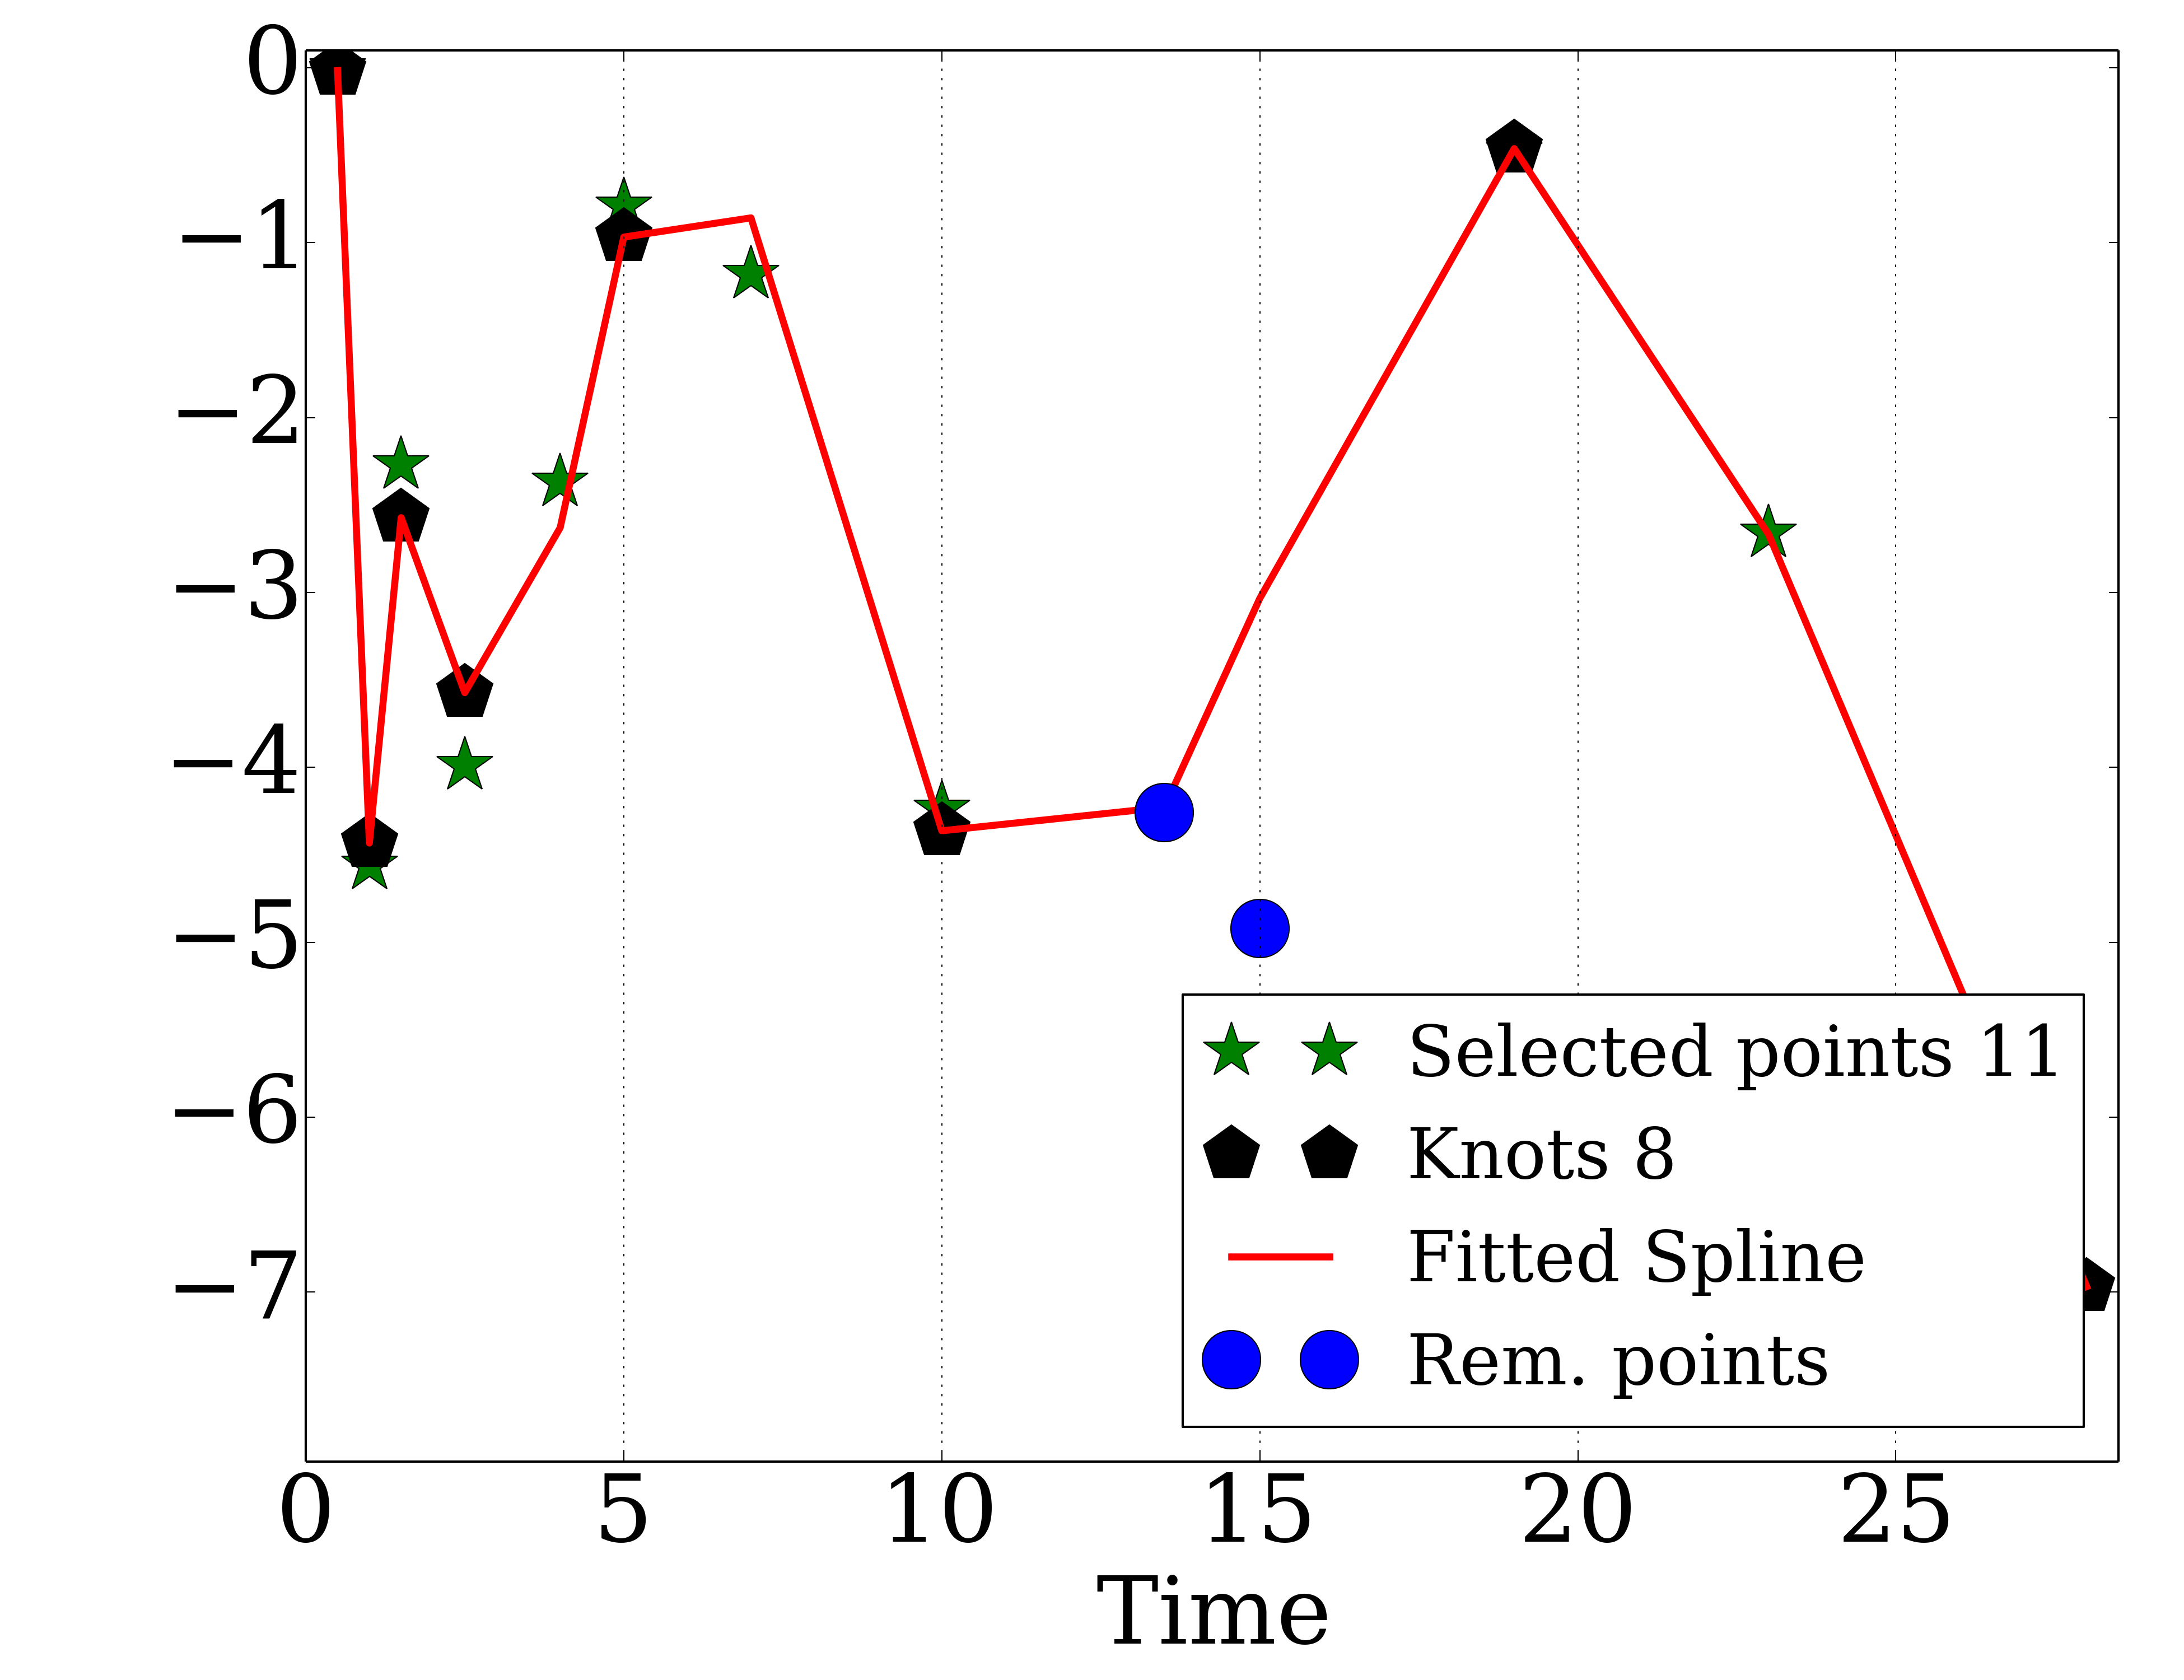 0
−1
−2
−3
−4
−5
−6
−7
Selected points 11
Knots 8
Fitted Spline
Rem. points
0 5 10 15 20 25
Time